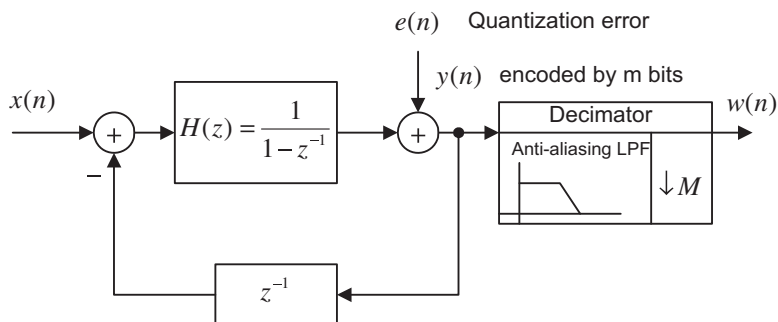 e(n) Quantization error
y(n) encoded by m bits
x(n)
+
−
H(z) = 1 / (1 − z⁻¹)
+
Decimator
w(n)
Anti-aliasing LPF
↓ M
z⁻¹